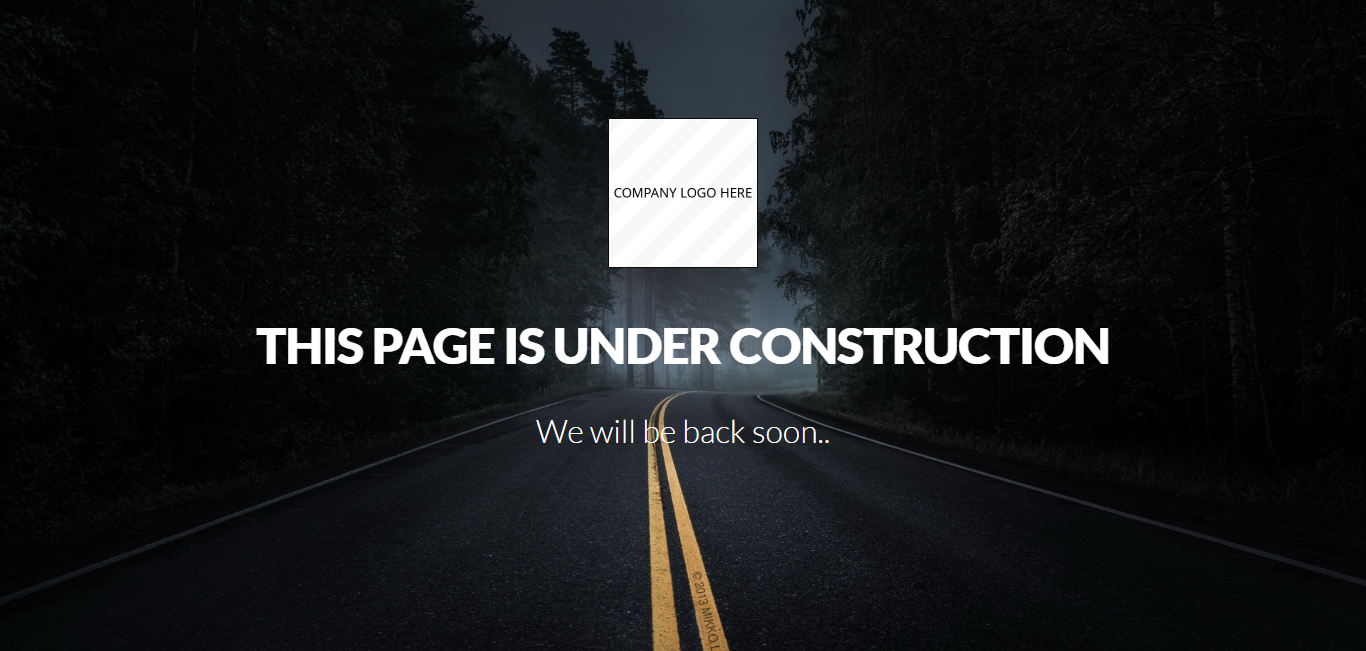 COMPANY LOGO HERE
THIS PAGE IS UNDER CONSTRUCTION
We will be back soon..
© 2013 MIKKO